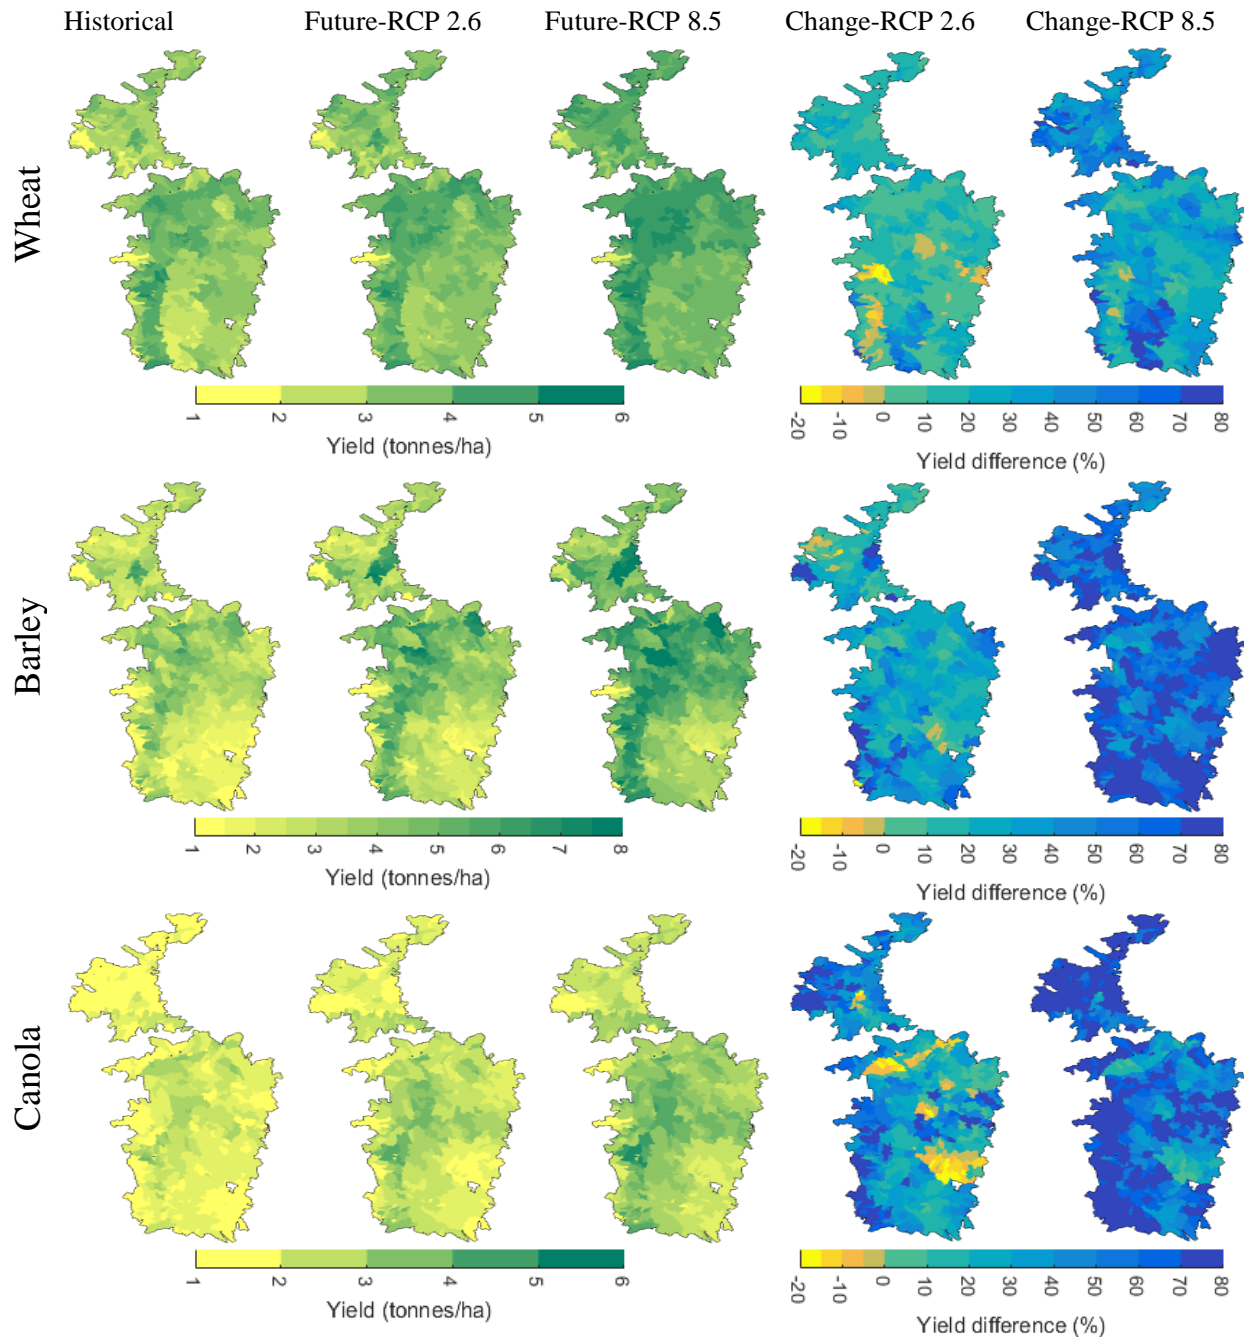 Historical Future-RCP 2.6 Future-RCP 8.5 Change-RCP 2.6 Change-RCP 8.5
Wheat
1 2 3 4 5 6
Yield (tonnes/ha)
-20 -10 0 10 20 30 40 50 60 70 80
Yield difference (%)
Barley
1 2 3 4 5 6 7 8
Yield (tonnes/ha)
-20 -10 0 10 20 30 40 50 60 70 80
Yield difference (%)
Canola
1 2 3 4 5 6
Yield (tonnes/ha)
-20 -10 0 10 20 30 40 50 60 70 80
Yield difference (%)